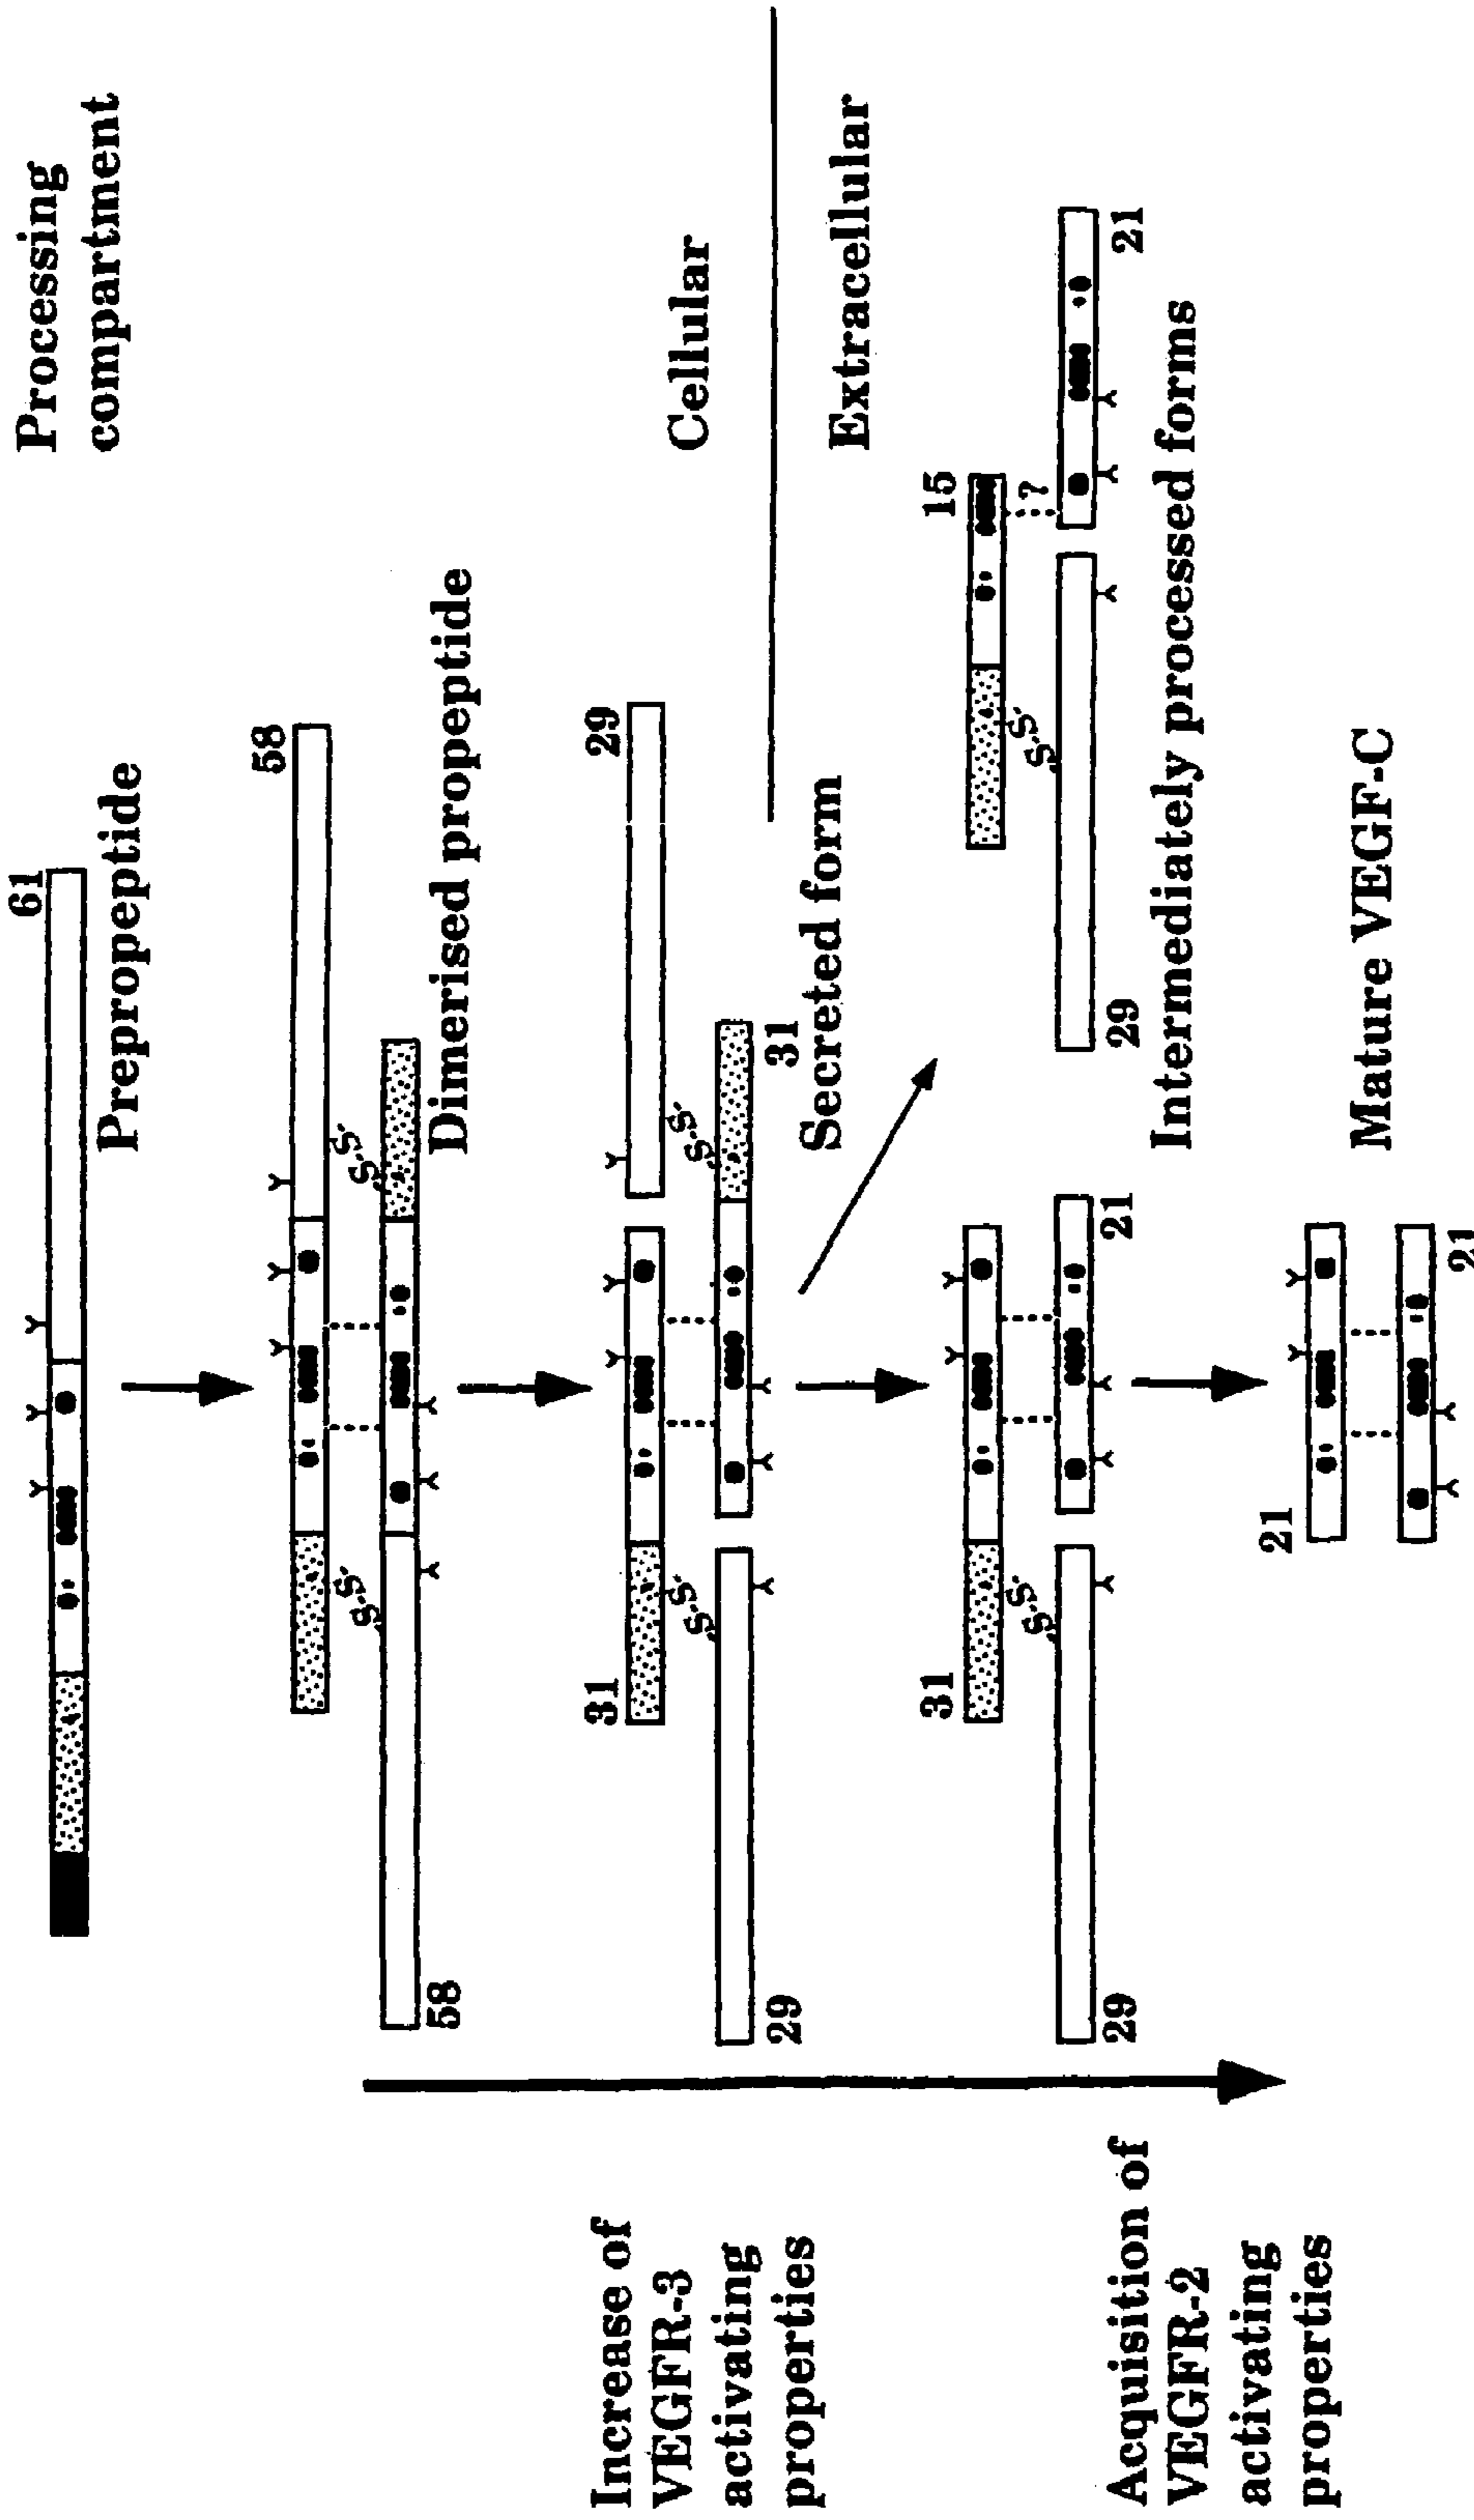 Processing
compartment
61
Prepropeptide
58
S-S
S-S
58
Dimerised propeptide
Increase of
VEGFR-3
activating
properties
31
29
S-S
S-S
29
31
Secreted form
Cellular
Extracellular
31
15
S-S
S-S
?
29
21
29
21
Intermediately processed forms
Acquisition of
VEGFR-2
activating
properties
21
21
Mature VEGF-C